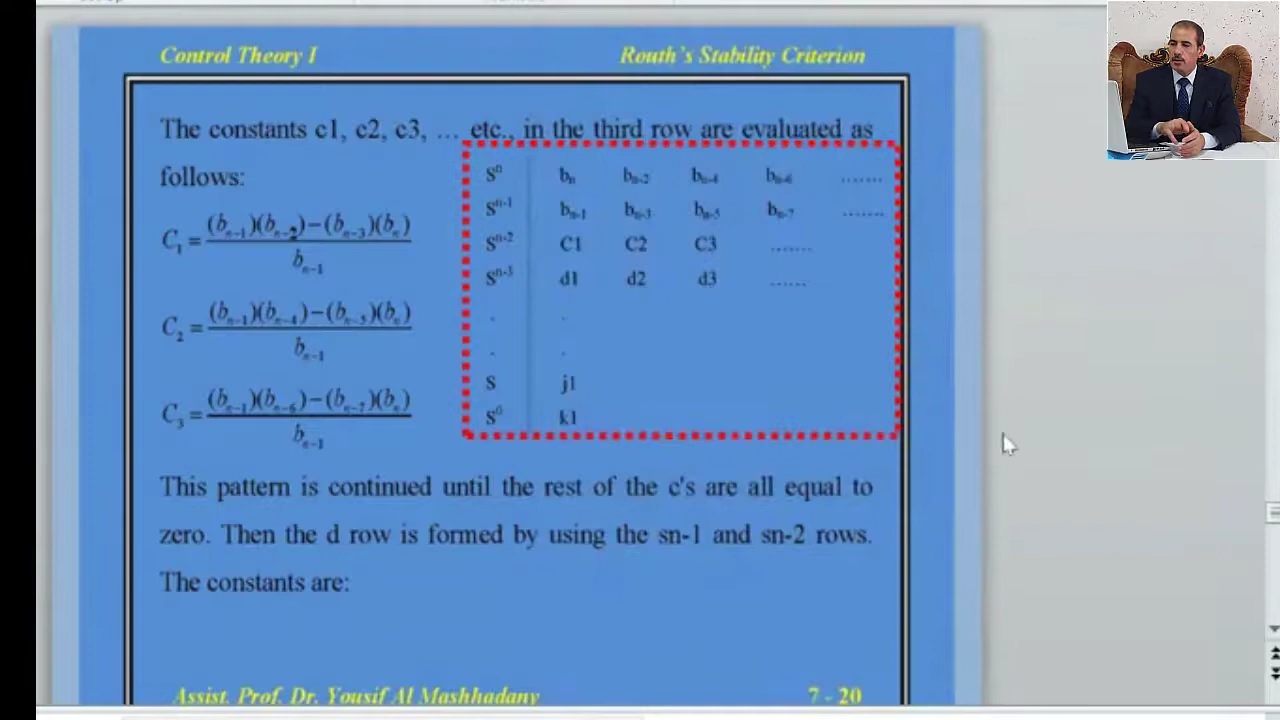 Control Theory I Routh's Stability Criterion
The constants c1, c2, c3, ... etc., in the third row are evaluated as
follows:
C₁ = (bₙ₋₁)(bₙ₋₂)−(bₙ₋₃)(bₙ) / bₙ₋₁
C₂ = (bₙ₋₁)(bₙ₋₄)−(bₙ₋₅)(bₙ) / bₙ₋₁
C₃ = (bₙ₋₁)(bₙ₋₆)−(bₙ₋₇)(bₙ) / bₙ₋₁
Sⁿ bₙ bₙ₋₂ bₙ₋₄ bₙ₋₆ .......
Sⁿ⁻¹ bₙ₋₁ bₙ₋₃ bₙ₋₅ bₙ₋₇ .......
Sⁿ⁻² C1 C2 C3 .......
Sⁿ⁻³ d1 d2 d3 ......
. .
. .
S j1
S⁰ k1
This pattern is continued until the rest of the c's are all equal to
zero. Then the d row is formed by using the sn-1 and sn-2 rows.
The constants are:
Assist. Prof. Dr. Yousif Al Mashhadany 7 - 20